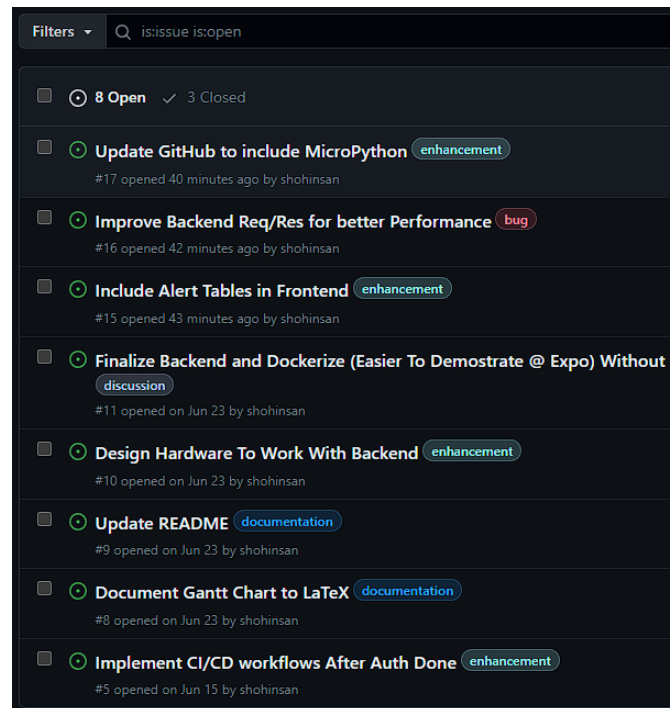 Filters
is:issue is:open
8 Open 3 Closed
Update GitHub to include MicroPython enhancement
#17 opened 40 minutes ago by shohinsan
Improve Backend Req/Res for better Performance bug
#16 opened 42 minutes ago by shohinsan
Include Alert Tables in Frontend enhancement
#15 opened 43 minutes ago by shohinsan
Finalize Backend and Dockerize (Easier To Demostrate @ Expo) Without
discussion
#11 opened on Jun 23 by shohinsan
Design Hardware To Work With Backend enhancement
#10 opened on Jun 23 by shohinsan
Update README documentation
#9 opened on Jun 23 by shohinsan
Document Gantt Chart to LaTeX documentation
#8 opened on Jun 23 by shohinsan
Implement CI/CD workflows After Auth Done enhancement
#5 opened on Jun 15 by shohinsan